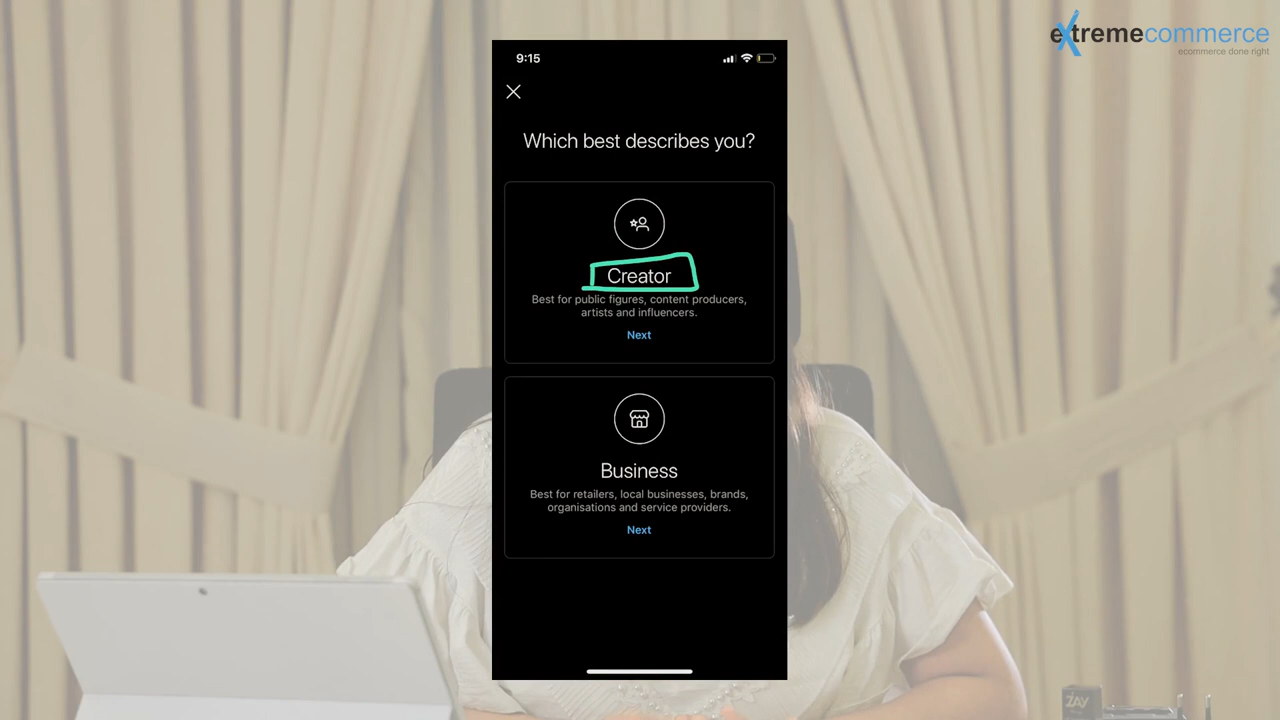 extremecommerce
ecommerce done right
9:15
Which best describes you?
Creator
Best for public figures, content producers,
artists and influencers.
Next
Business
Best for retailers, local businesses, brands,
organisations and service providers.
Next
ZAY